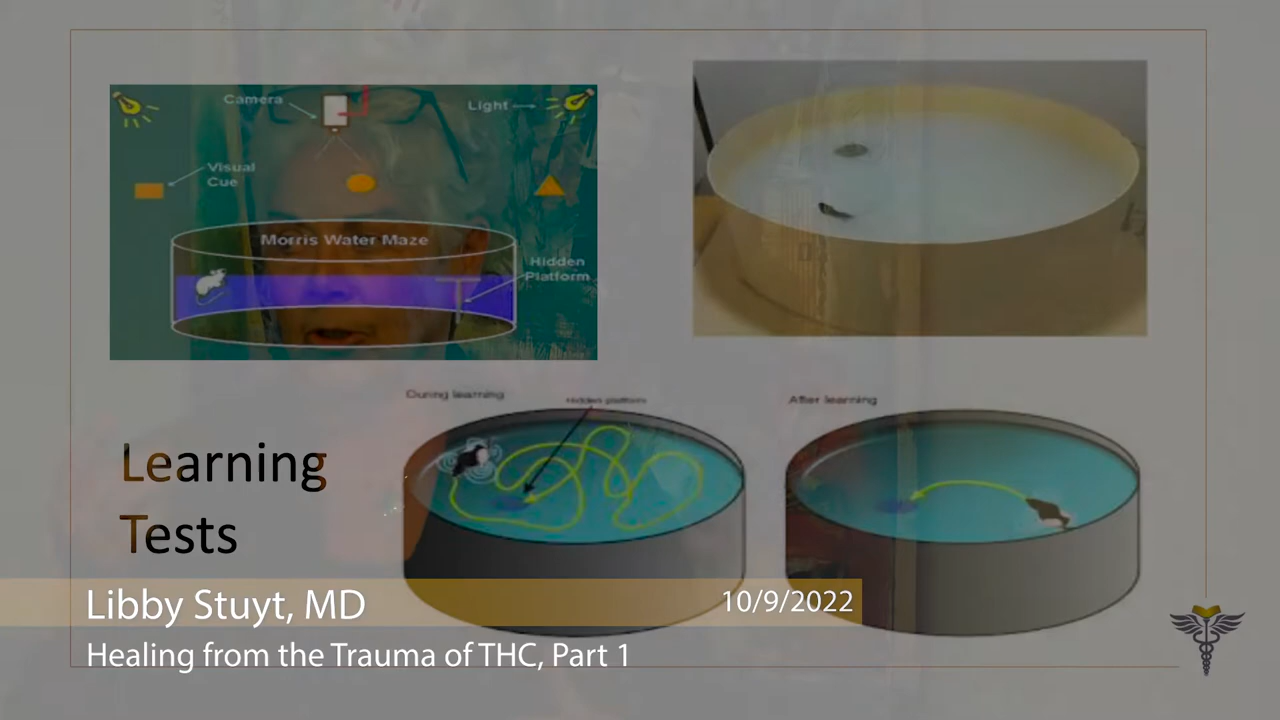 Camera
Light
Visual
Cue
Morris Water Maze
Hidden
Platform
During learning
Hidden platform
After learning
Learning
Tests
Libby Stuyt, MD
10/9/2022
Healing from the Trauma of THC, Part 1